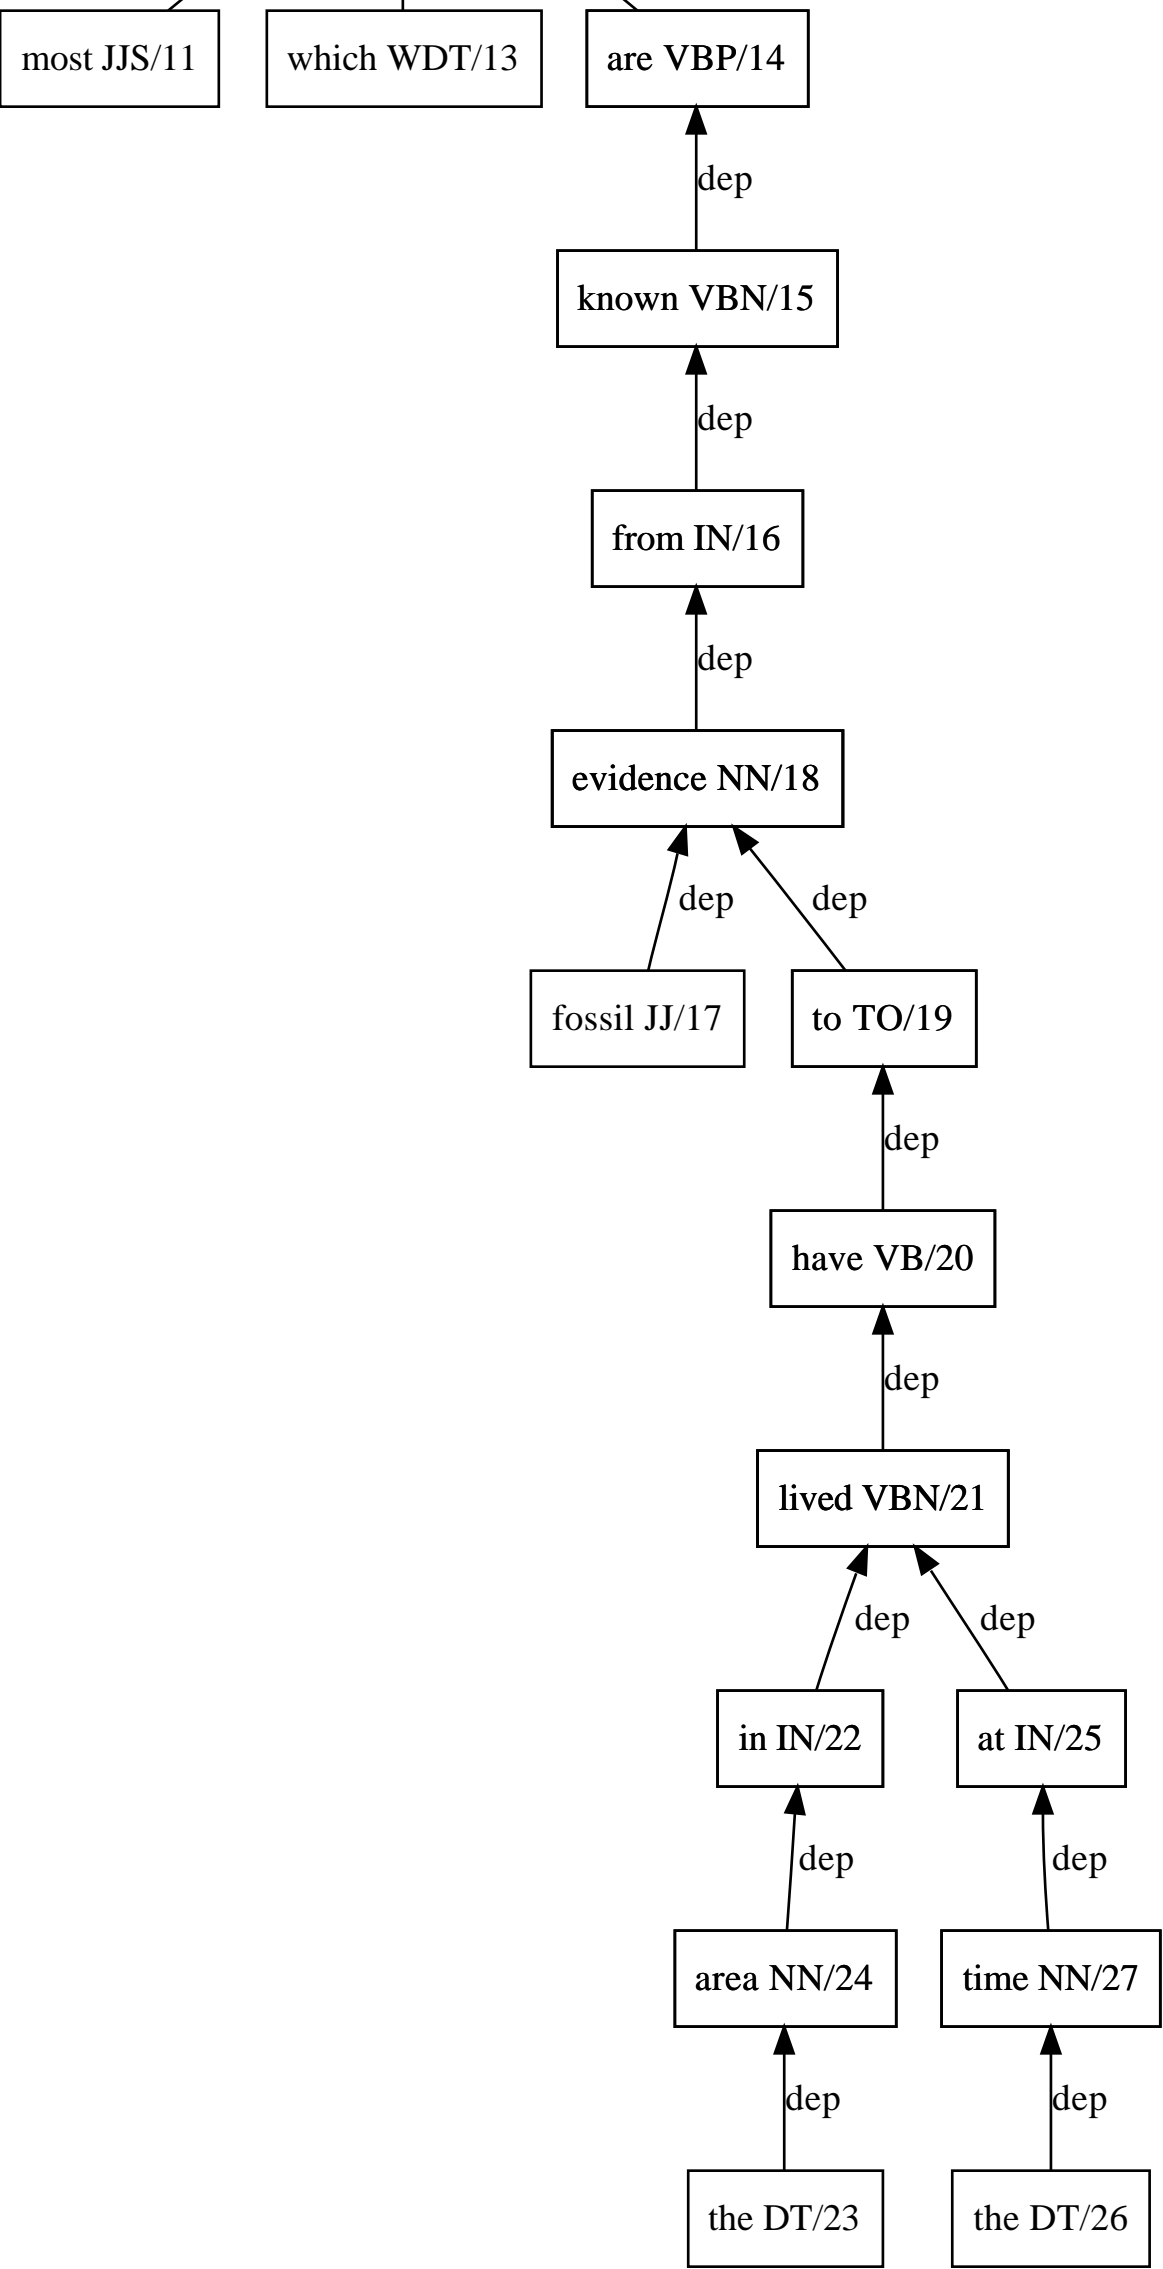 most JJS/11 which WDT/13 are VBP/14
dep
known VBN/15
dep
from IN/16
dep
evidence NN/18
dep dep
fossil JJ/17 to TO/19
dep
have VB/20
dep
lived VBN/21
dep dep
in IN/22 at IN/25
dep dep
area NN/24 time NN/27
dep dep
the DT/23 the DT/26